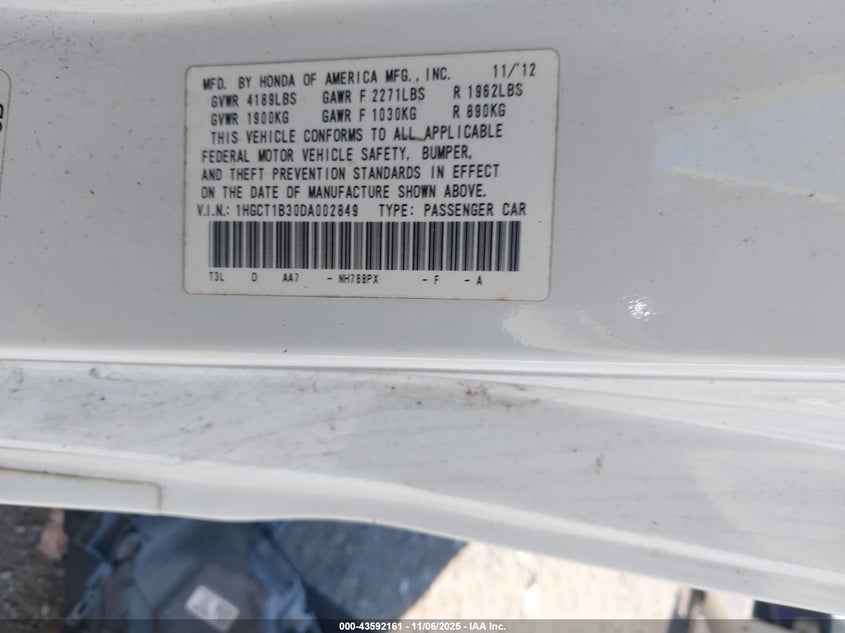 MFD. BY HONDA OF AMERICA MFG., INC. 11/'12
GVWR 4189LBS GAWR F 2271LBS R 1962LBS
GVWR 1900KG GAWR F 1030KG R 890KG
THIS VEHICLE CONFORMS TO ALL APPLICABLE
FEDERAL MOTOR VEHICLE SAFETY, BUMPER,
AND THEFT PREVENTION STANDARDS IN EFFECT
ON THE DATE OF MANUFACTURE SHOWN ABOVE.
V.I.N.: 1HGCT1B30DA002849 TYPE: PASSENGER CAR
T3L D AA7 - NH788PX - F - A
000-43592161 - 11/06/2025 - IAA Inc.